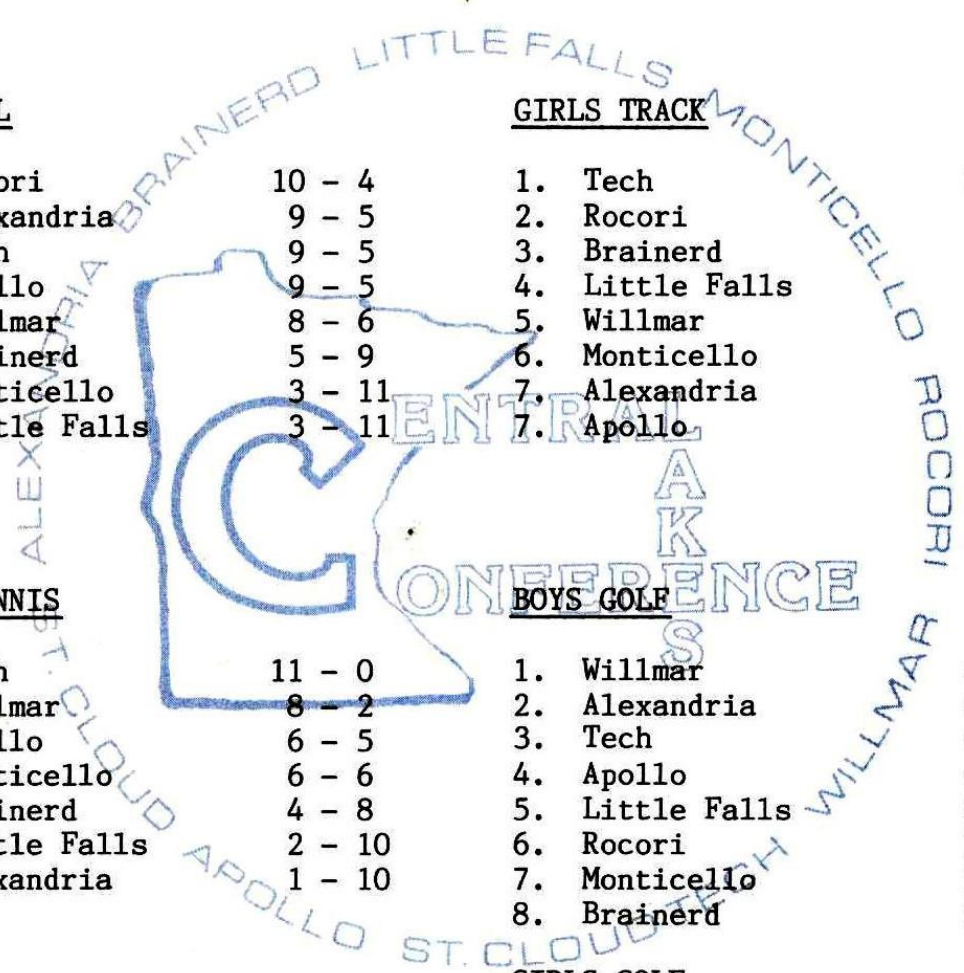 BRAINERD LITTLE FALLS MONTICELLO ROCORI WILLMAR ST. CLOUD TECH ST. CLOUD APOLLO ALEXANDRIA
CENTRAL
LAKES
CONFERENCE
L
ori 10 - 4
xandria 9 - 5
h 9 - 5
llo 9 - 5
lmar 8 - 6
inerd 5 - 9
ticello 3 - 11
tle Falls 3 - 11
GIRLS TRACK
1. Tech
2. Rocori
3. Brainerd
4. Little Falls
5. Willmar
6. Monticello
7. Alexandria
7. Apollo
NNIS
h 11 - 0
lmar 8 - 2
llo 6 - 5
ticello 6 - 6
inerd 4 - 8
tle Falls 2 - 10
xandria 1 - 10
BOYS GOLF
1. Willmar
2. Alexandria
3. Tech
4. Apollo
5. Little Falls
6. Rocori
7. Monticello
8. Brainerd
GIRLS GOLF